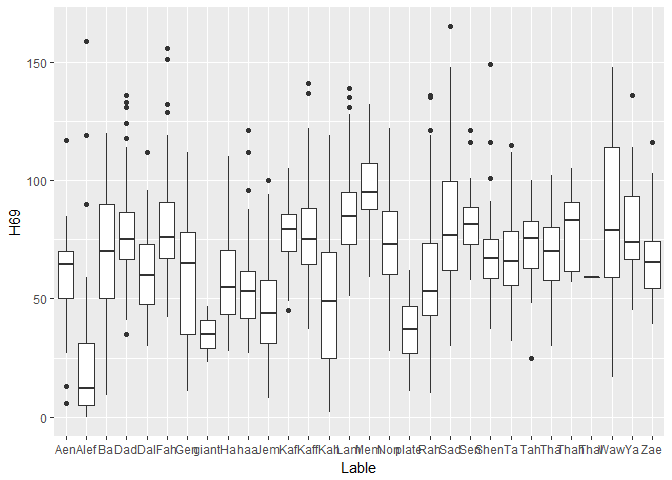 150
100
H69
50
0
Aen Alef Ba Dad Dal Fah Gen giant Ha haa Jem Kaf Kaff Kah Lam Mem Non plate Rah Sad Sen Shen Ta Tah Tha Thah Thal Waw Ya Zae
Lable